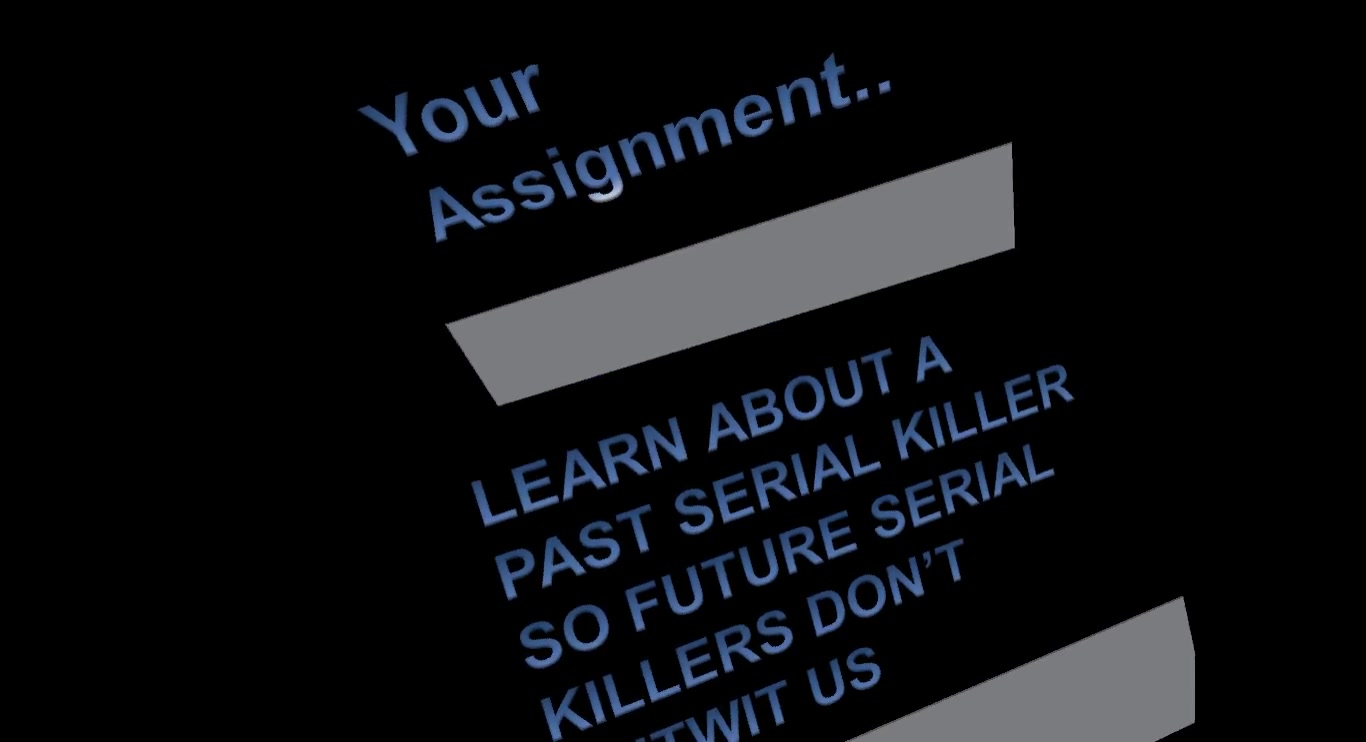 Your
Assignment..
LEARN ABOUT A
PAST SERIAL KILLER
SO FUTURE SERIAL
KILLERS DON’T
US